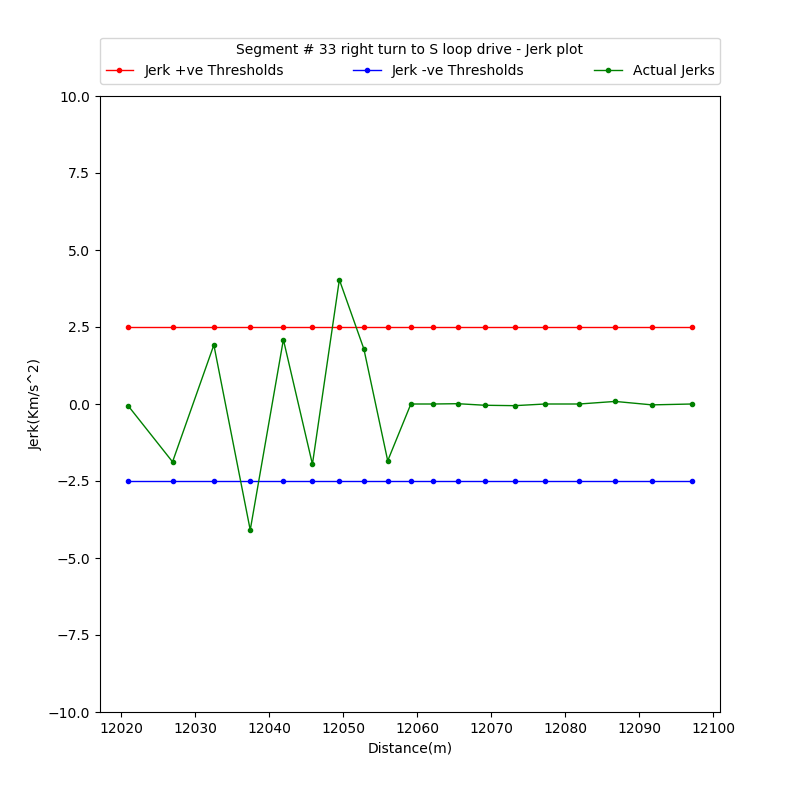 Segment # 33 right turn to S loop drive - Jerk plot
Jerk +ve Thresholds Jerk -ve Thresholds Actual Jerks
10.0
7.5
5.0
2.5
0.0
−2.5
−5.0
−7.5
−10.0
Jerk(Km/s^2)
12020 12030 12040 12050 12060 12070 12080 12090 12100
Distance(m)